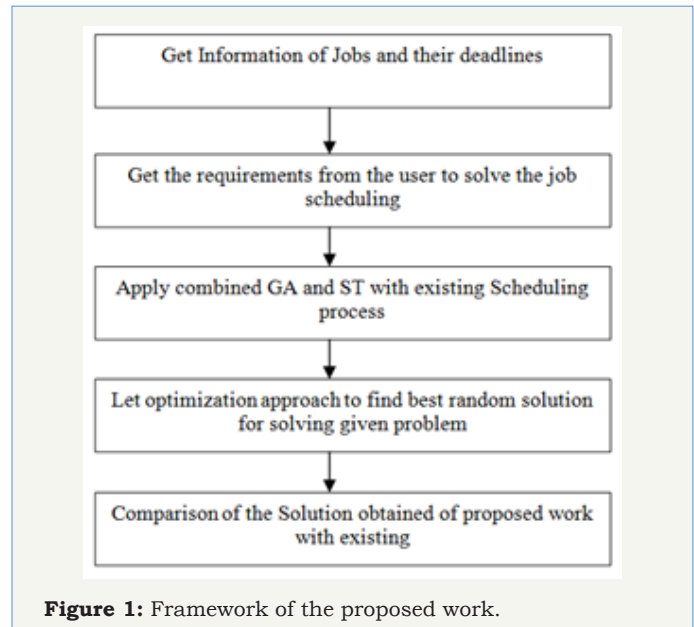 Get Information of Jobs and their deadlines
Get the requirements from the user to solve the job
scheduling
Apply combined GA and ST with existing Scheduling
process
Let optimization approach to find best random solution
for solving given problem
Comparison of the Solution obtained of proposed work
with existing
Figure 1: Framework of the proposed work.